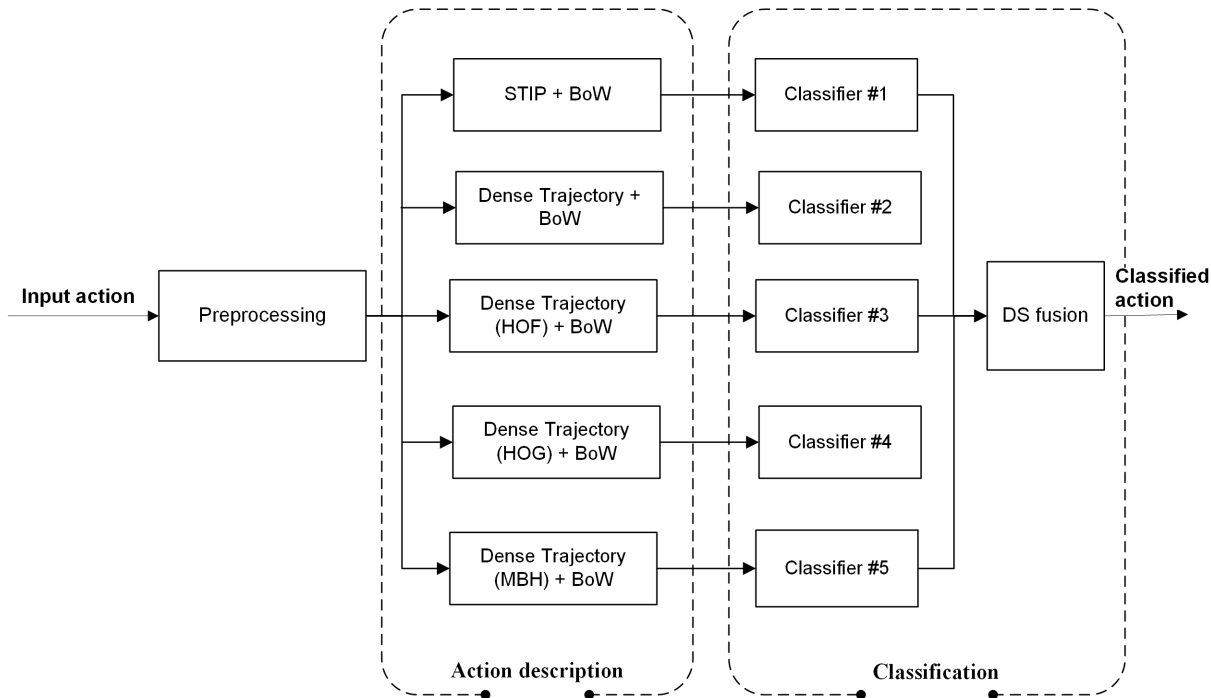 STIP + BoW
Classifier #1
Dense Trajectory +
BoW
Classifier #2
Input action
Preprocessing
Dense Trajectory
(HOF) + BoW
Classifier #3
DS fusion
Classified
action
Dense Trajectory
(HOG) + BoW
Classifier #4
Dense Trajectory
(MBH) + BoW
Classifier #5
Action description
Classification